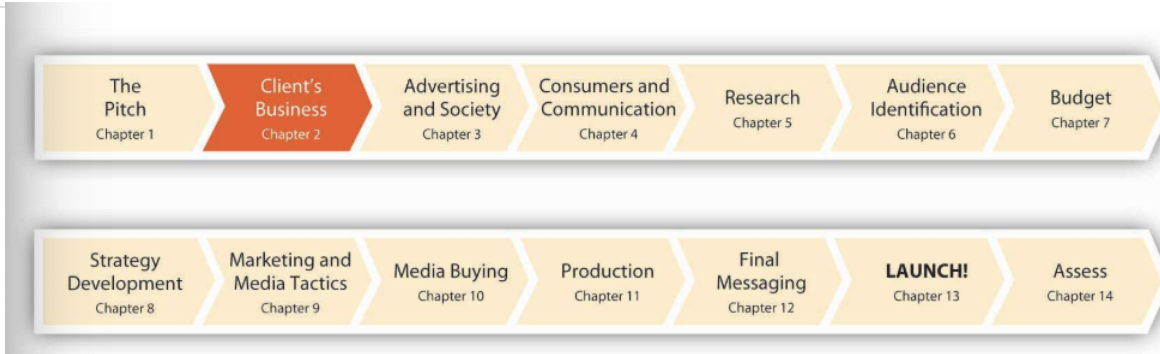 The
Pitch
Chapter 1
Client's
Business
Chapter 2
Advertising
and Society
Chapter 3
Consumers and
Communication
Chapter 4
Research
Chapter 5
Audience
Identification
Chapter 6
Budget
Chapter 7
Strategy
Development
Chapter 8
Marketing and
Media Tactics
Chapter 9
Media Buying
Chapter 10
Production
Chapter 11
Final
Messaging
Chapter 12
LAUNCH!
Chapter 13
Assess
Chapter 14